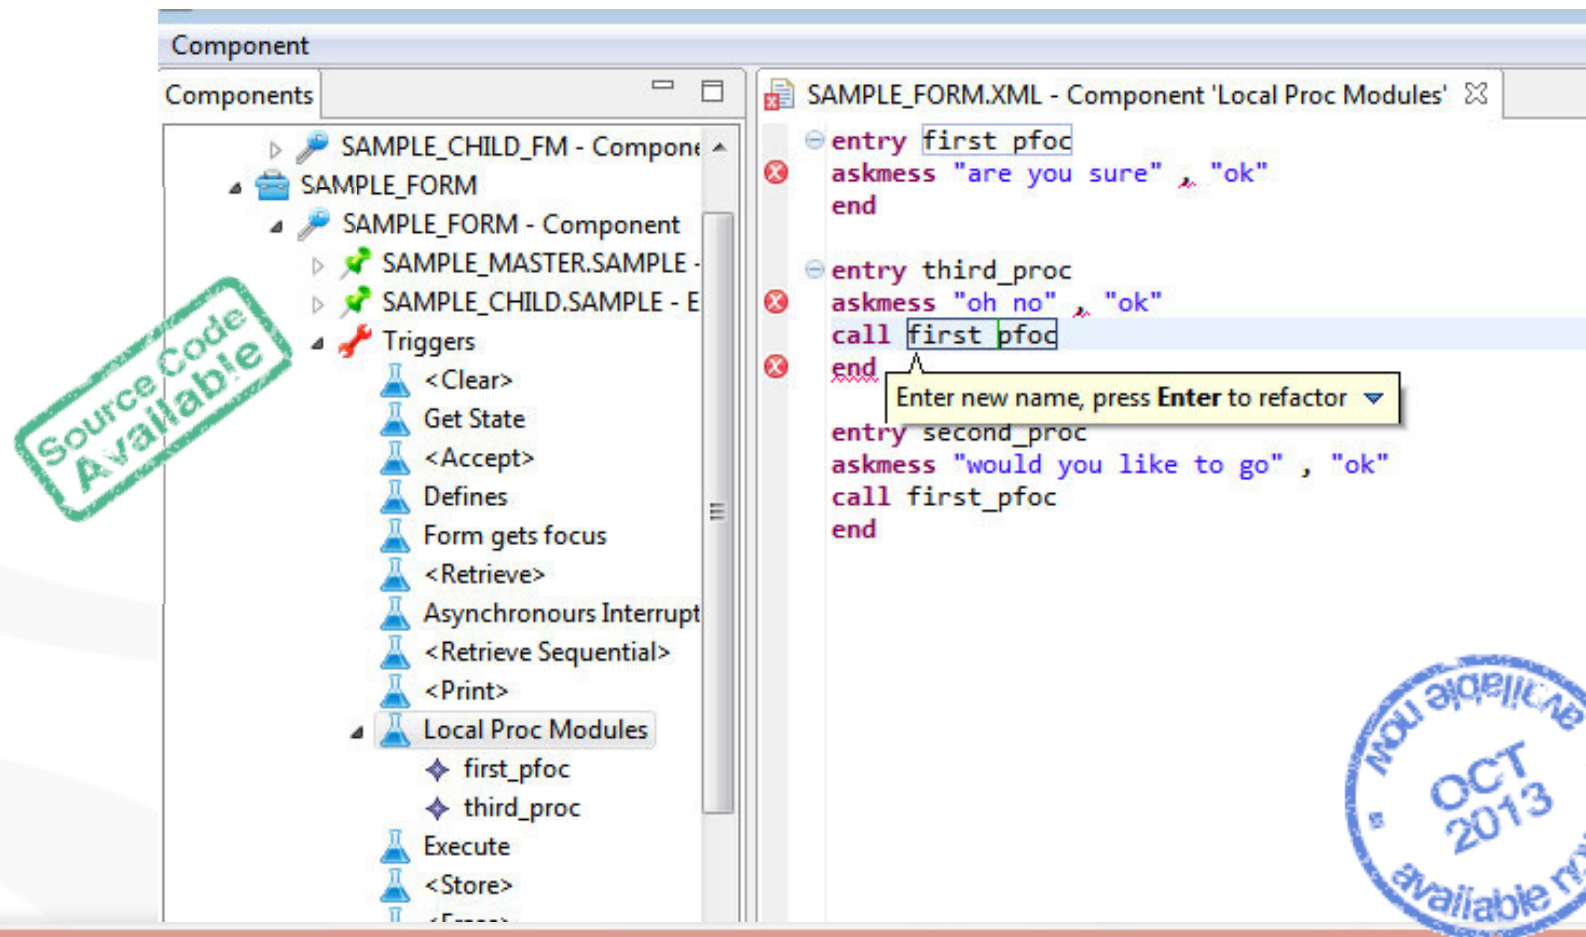 Component
Components
SAMPLE_CHILD_FM - Compone
SAMPLE_FORM
SAMPLE_FORM - Component
SAMPLE_MASTER.SAMPLE -
SAMPLE_CHILD.SAMPLE - E
Triggers
<Clear>
Get State
<Accept>
Defines
Form gets focus
<Retrieve>
Asynchronours Interrupt
<Retrieve Sequential>
<Print>
Local Proc Modules
first_pfoc
third_proc
Execute
<Store>
SAMPLE_FORM.XML - Component 'Local Proc Modules'
entry first_pfoc
askmess "are you sure" , "ok"
end
entry third_proc
askmess "oh no" , "ok"
call first_pfoc
end
Enter new name, press Enter to refactor
entry second_proc
askmess "would you like to go" , "ok"
call first_pfoc
end
Source Code
Available
available now
OCT
2013
available now